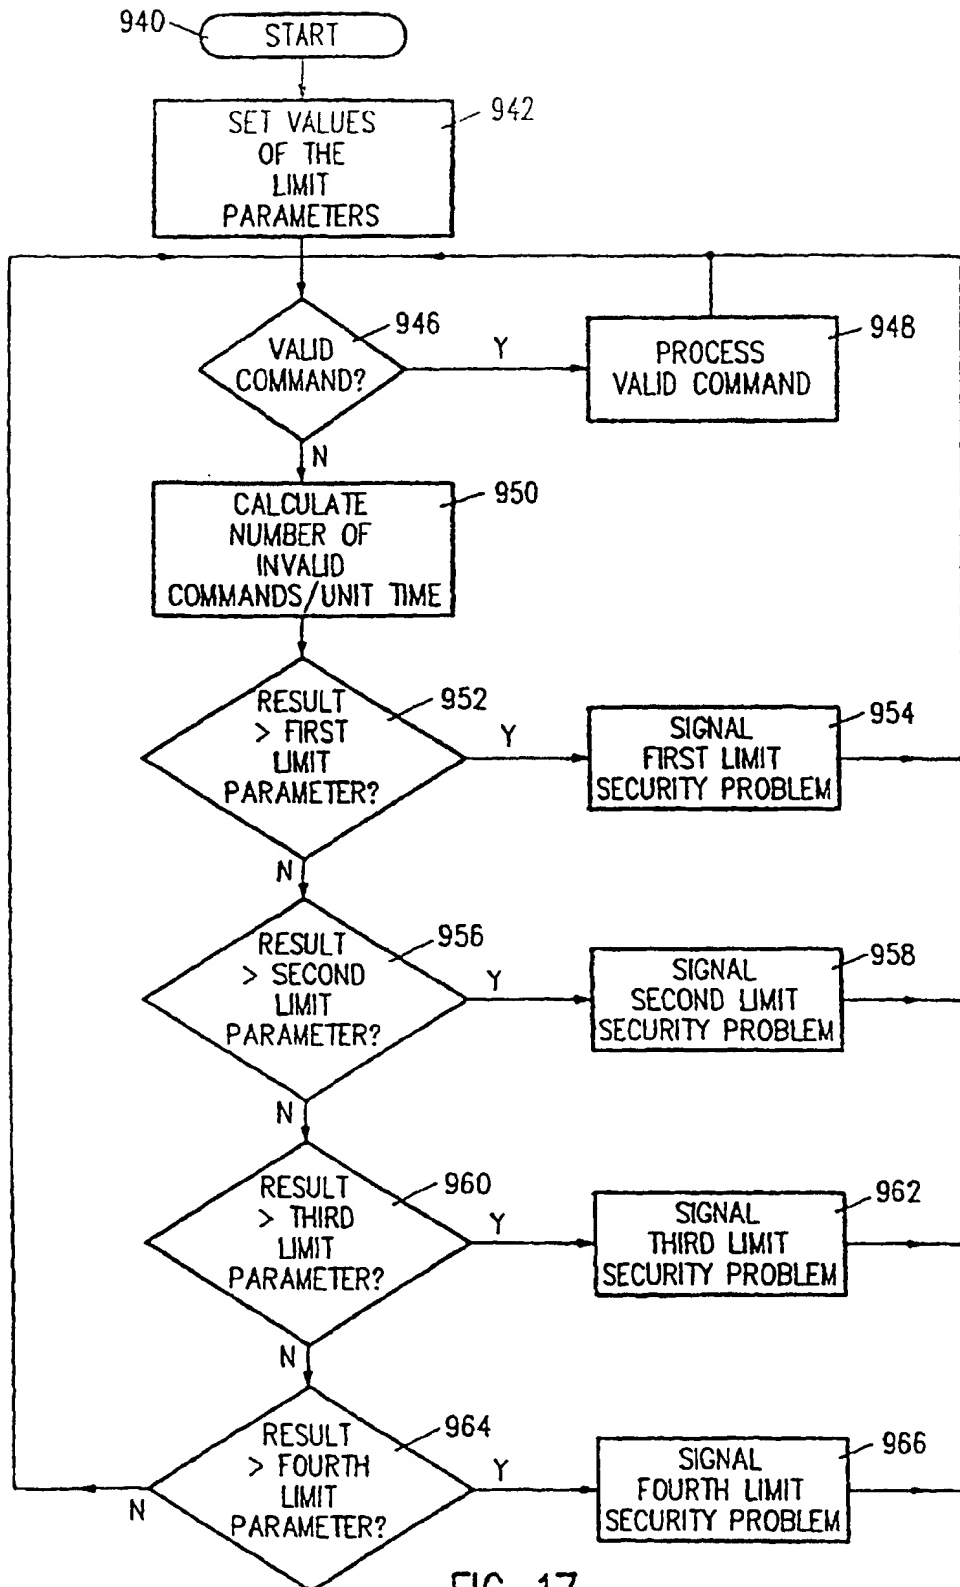 940
START
942
SET VALUES
OF THE
LIMIT
PARAMETERS
946
VALID
COMMAND?
Y
948
PROCESS
VALID COMMAND
N
950
CALCULATE
NUMBER OF
INVALID
COMMANDS/UNIT TIME
952
RESULT
> FIRST
LIMIT
PARAMETER?
Y
954
SIGNAL
FIRST LIMIT
SECURITY PROBLEM
N
956
RESULT
> SECOND
LIMIT
PARAMETER?
Y
958
SIGNAL
SECOND LIMIT
SECURITY PROBLEM
N
960
RESULT
> THIRD
LIMIT
PARAMETER?
Y
962
SIGNAL
THIRD LIMIT
SECURITY PROBLEM
N
964
RESULT
> FOURTH
LIMIT
PARAMETER?
Y
966
SIGNAL
FOURTH LIMIT
SECURITY PROBLEM
N
FIG. 17